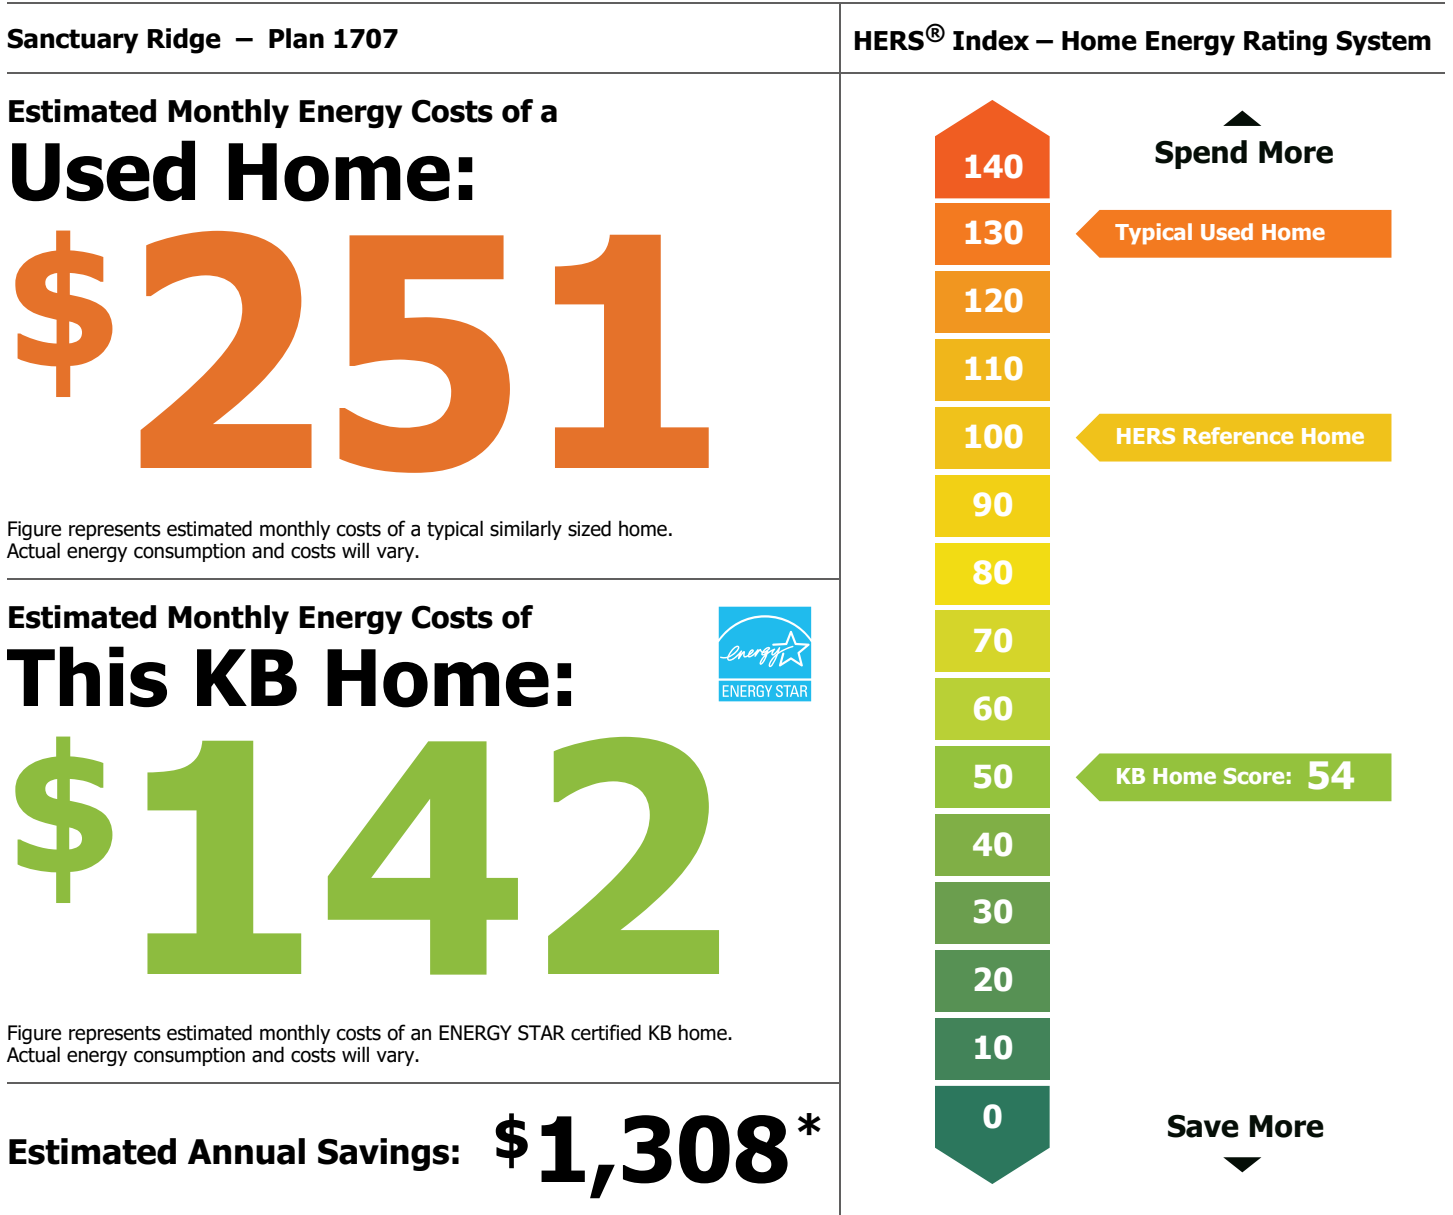 Sanctuary Ridge – Plan 1707
Estimated Monthly Energy Costs of a
Used Home:
$251
Figure represents estimated monthly costs of a typical similarly sized home.
Actual energy consumption and costs will vary.
Estimated Monthly Energy Costs of
This KB Home:
energy
ENERGY STAR
$142
Figure represents estimated monthly costs of an ENERGY STAR certified KB home.
Actual energy consumption and costs will vary.
Estimated Annual Savings: $1,308*
HERS® Index – Home Energy Rating System
Spend More
140
130 Typical Used Home
120
110
100 HERS Reference Home
90
80
70
60
50 KB Home Score: 54
40
30
20
10
0
Save More